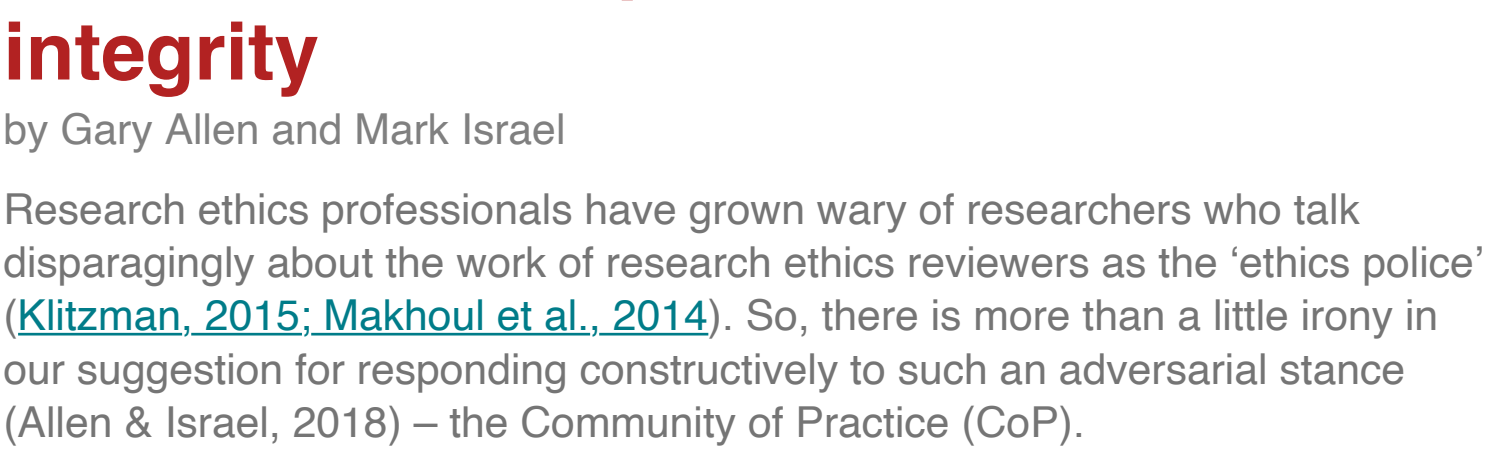 integrity
by Gary Allen and Mark Israel
Research ethics professionals have grown wary of researchers who talk
disparagingly about the work of research ethics reviewers as the ‘ethics police’
(Klitzman, 2015; Makhoul et al., 2014). So, there is more than a little irony in
our suggestion for responding constructively to such an adversarial stance
(Allen & Israel, 2018) – the Community of Practice (CoP).